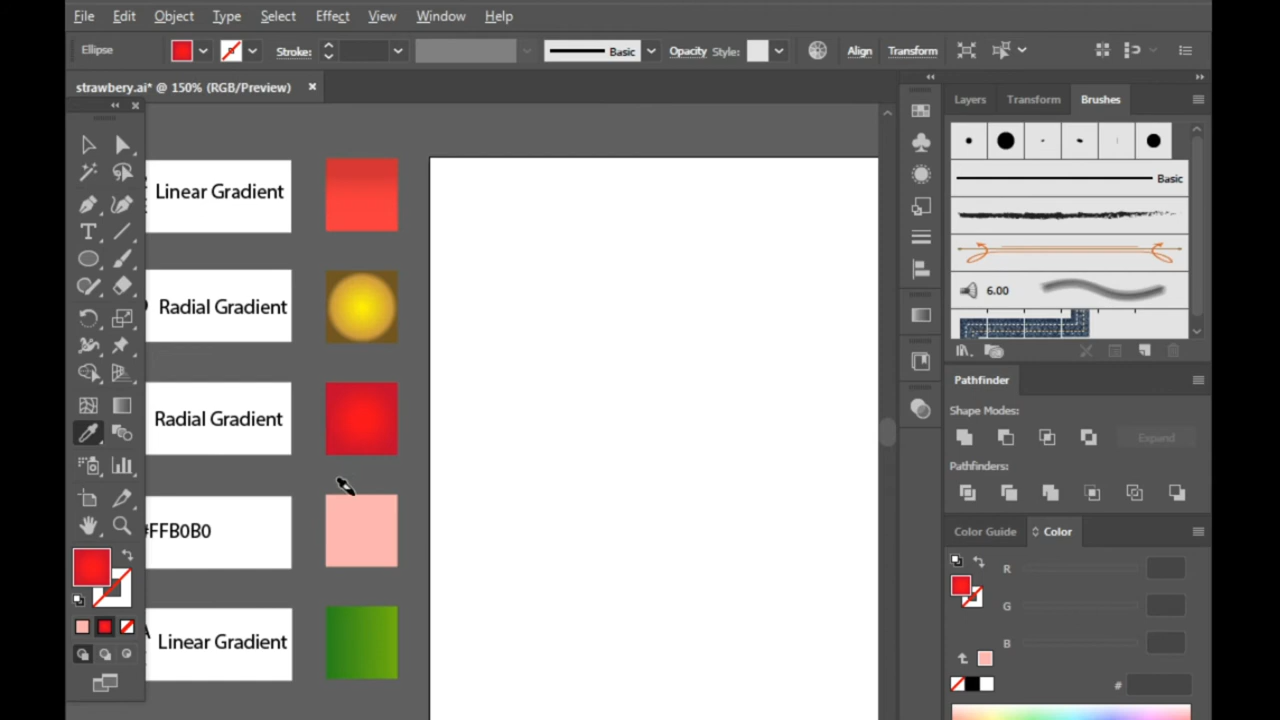 File Edit Object Type Select Effect View Window Help
Ellipse Stroke: Basic Opacity Style: Align Transform
strawbery.ai* @ 150% (RGB/Preview)
Layers Transform Brushes
Basic
6.00
Linear Gradient
Radial Gradient
Radial Gradient
#FFB0B0
Linear Gradient
Pathfinder
Shape Modes:
Expand
Pathfinders:
Color Guide Color
R
G
B
#